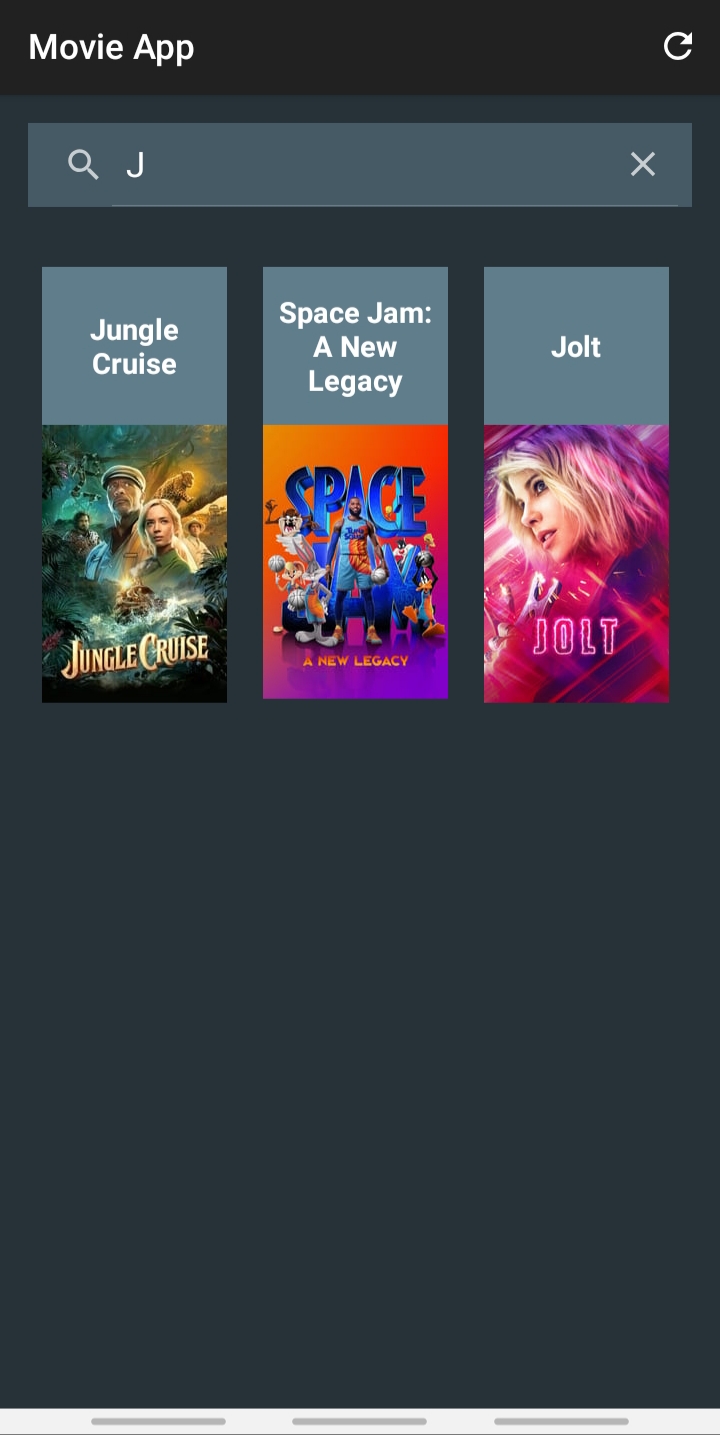 Movie App
J
Jungle
Cruise
Space Jam:
A New
Legacy
Jolt
JUNGLE CRUISE
SPACE
JAM
A NEW LEGACY
JOLT